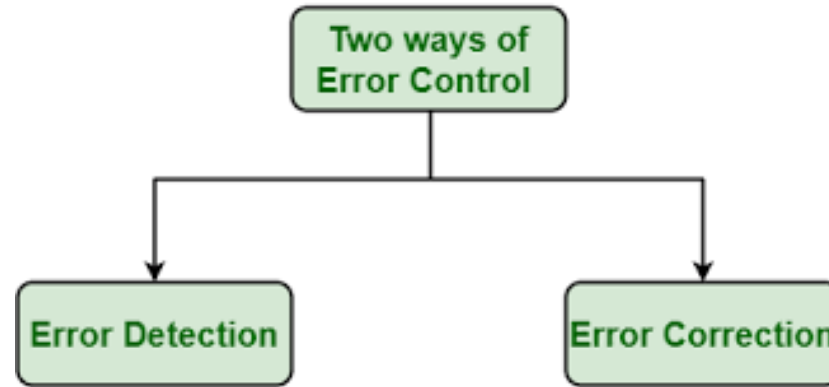 Two ways of
Error Control
Error Detection
Error Correction